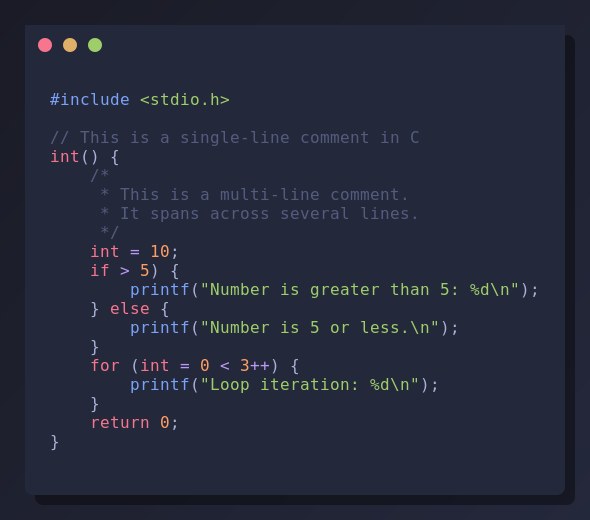 #include <stdio.h>

// This is a single-line comment in C
int() {
    /*
     * This is a multi-line comment.
     * It spans across several lines.
     */
    int = 10;
    if > 5) {
        printf("Number is greater than 5: %d\n");
    } else {
        printf("Number is 5 or less.\n");
    }
    for (int = 0 < 3++) {
        printf("Loop iteration: %d\n");
    }
    return 0;
}